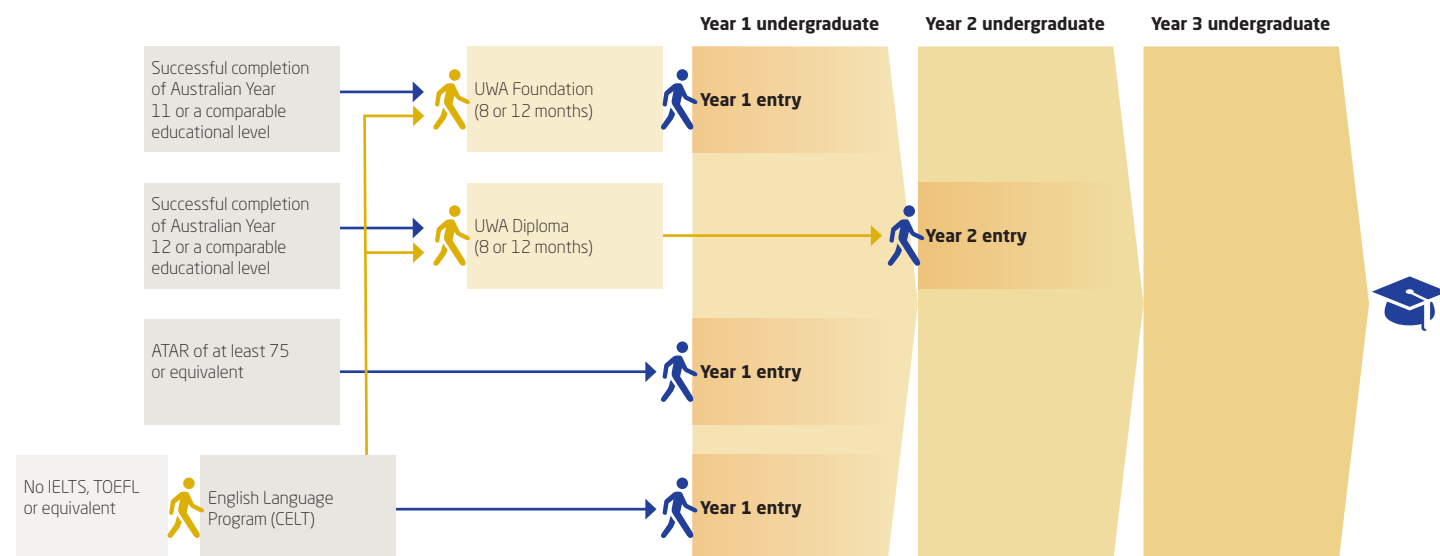 Year 1 undergraduate
Year 2 undergraduate
Year 3 undergraduate
Successful completion
of Australian Year
11 or a comparable
educational level
UWA Foundation
(8 or 12 months)
Year 1 entry
Successful completion
of Australian Year
12 or a comparable
educational level
UWA Diploma
(8 or 12 months)
Year 2 entry
ATAR of at least 75
or equivalent
Year 1 entry
No IELTS, TOEFL
or equivalent
English Language
Program (CELT)
Year 1 entry